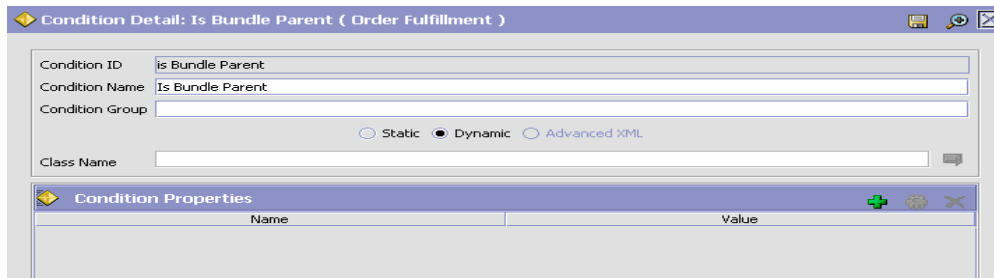 Condition Detail: Is Bundle Parent ( Order Fulfillment )
Condition ID is Bundle Parent
Condition Name Is Bundle Parent
Condition Group
Static Dynamic Advanced XML
Class Name
Condition Properties
Name Value